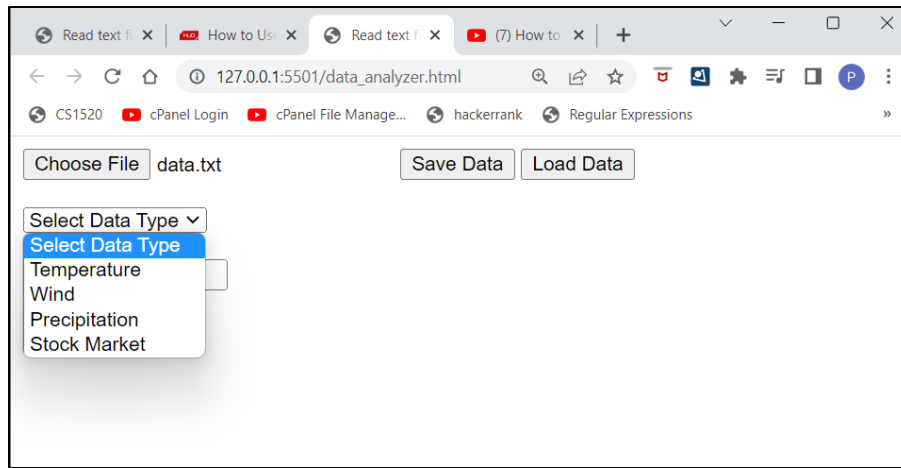 Read text fi
How to Us
Read text f
(7) How to
127.0.0.1:5501/data_analyzer.html
P
CS1520
cPanel Login
cPanel File Manage...
hackerrank
Regular Expressions
»
Choose File data.txt
Save Data
Load Data
Select Data Type
Select Data Type
Temperature
Wind
Precipitation
Stock Market